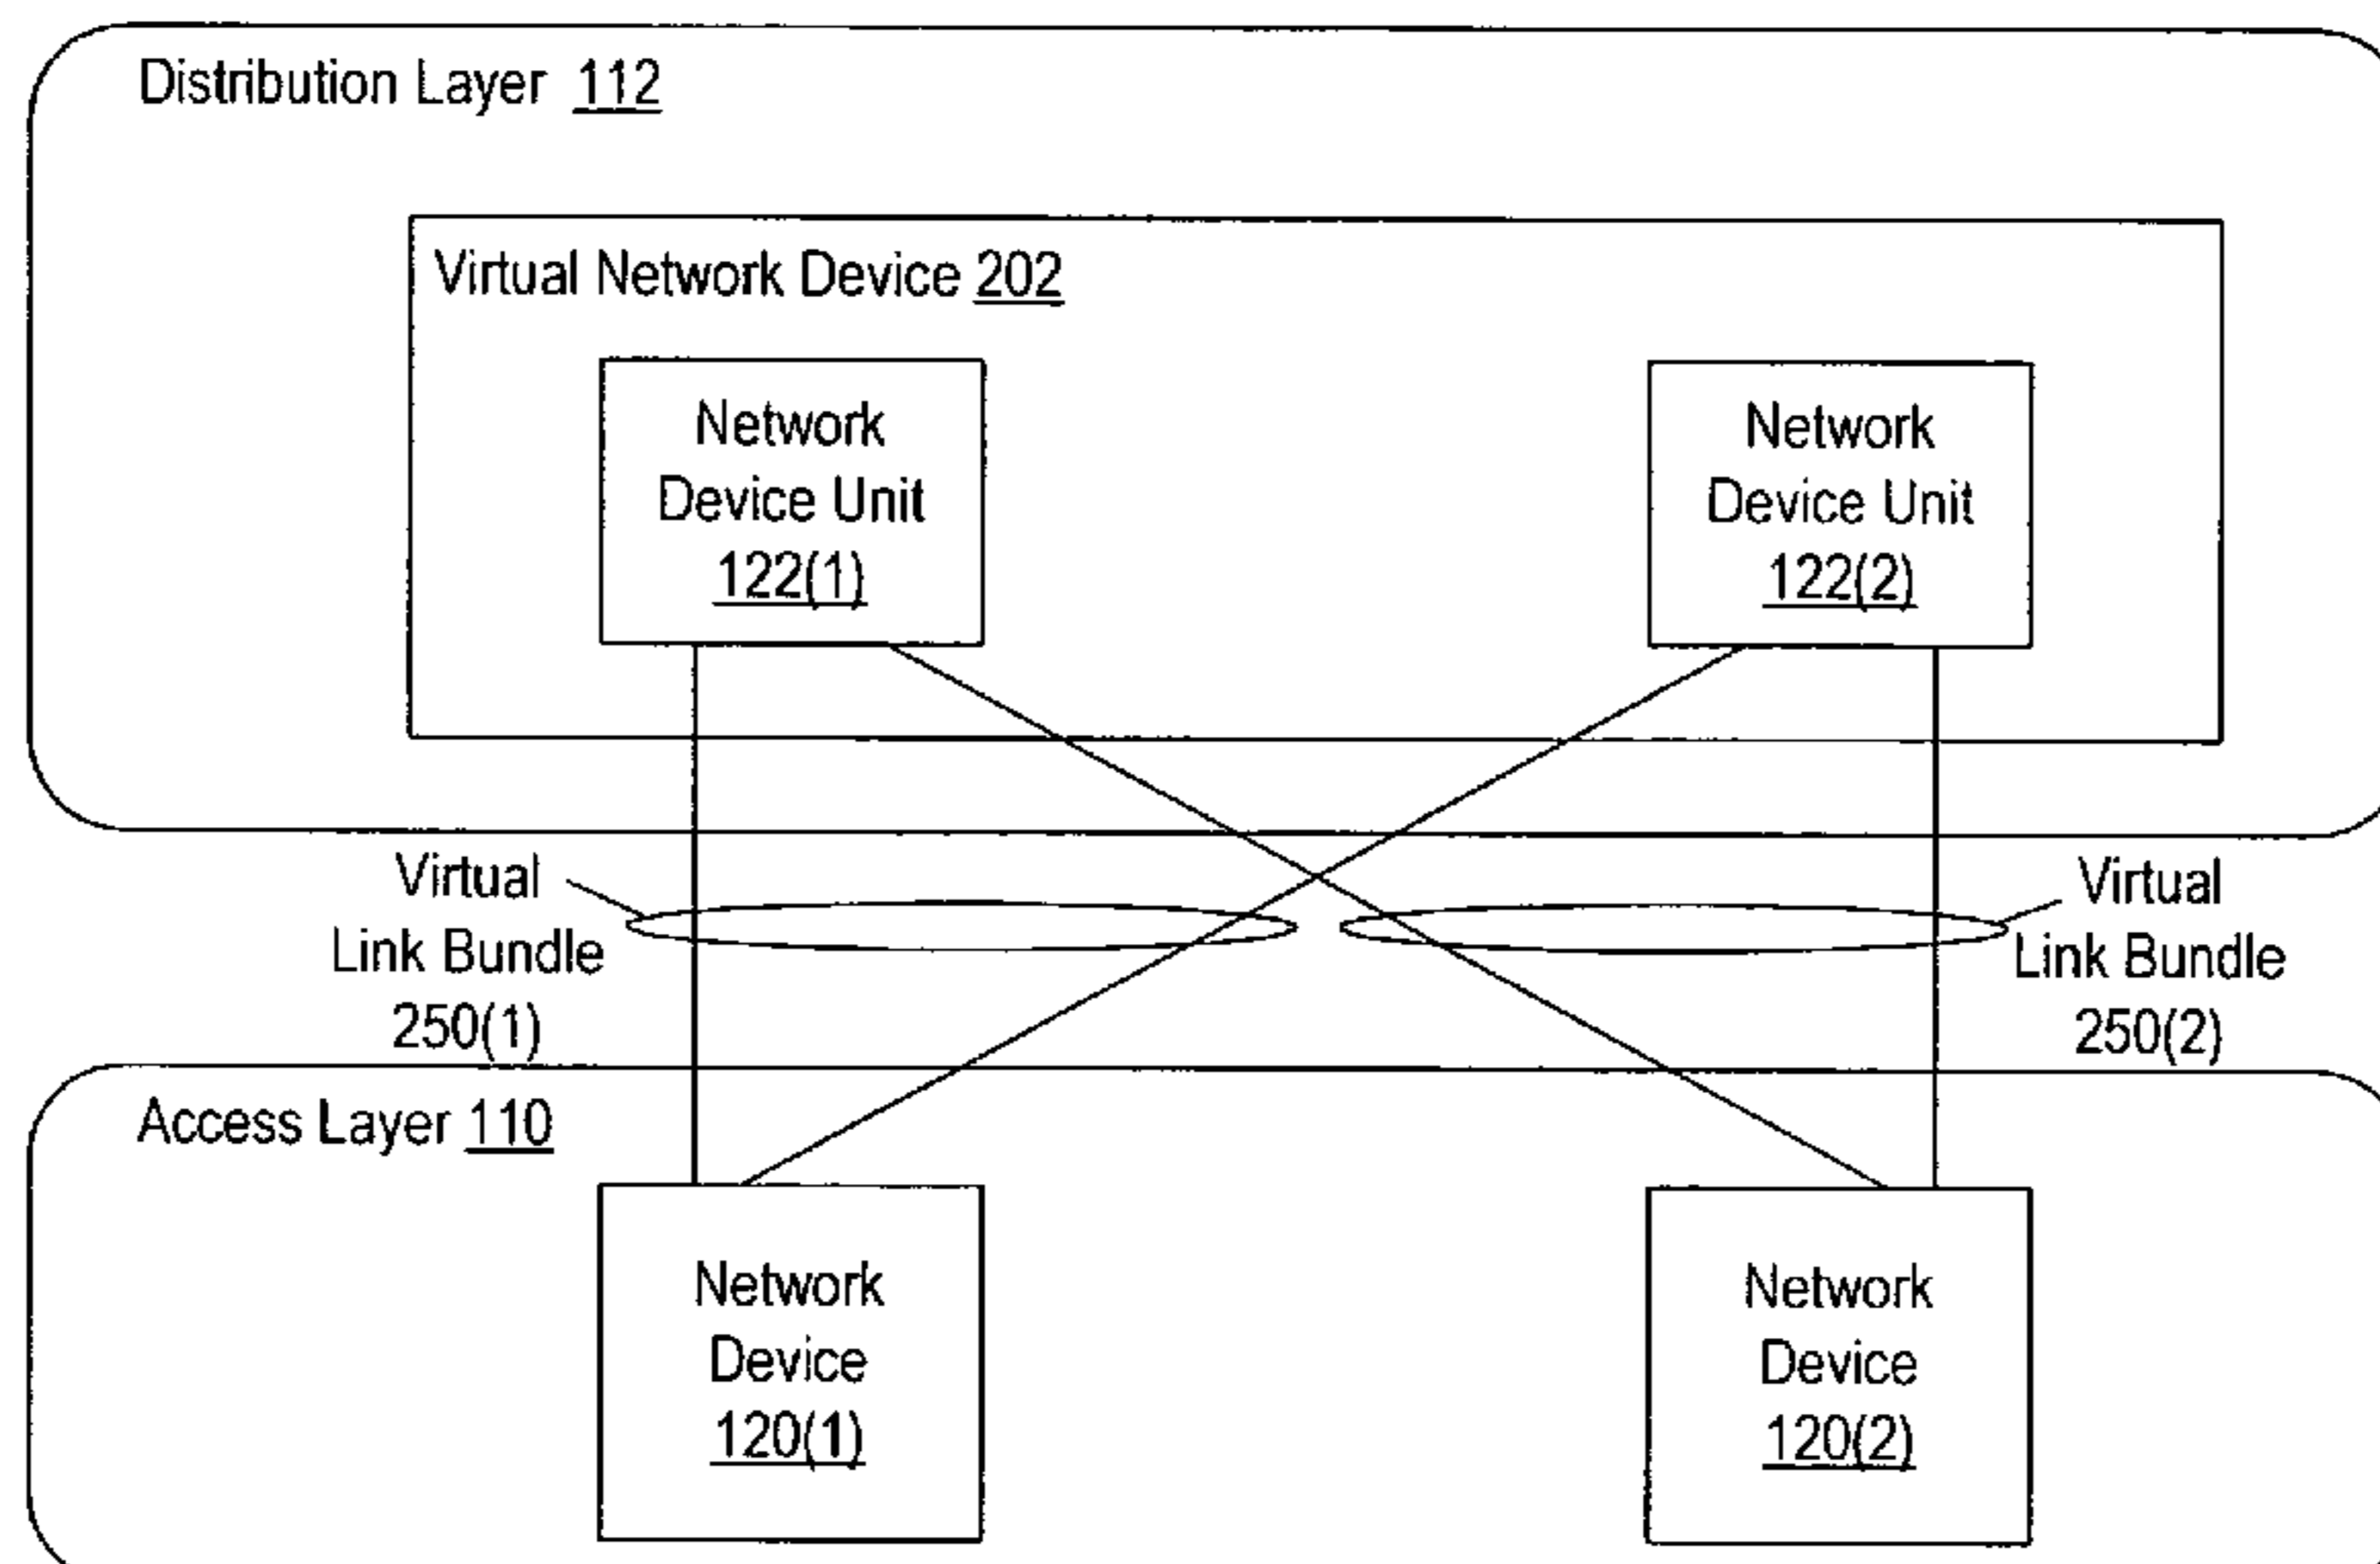 Distribution Layer 112
Virtual Network Device 202
Network
Device Unit
122(1)
Network
Device Unit
122(2)
Virtual
Link Bundle
250(1)
Virtual
Link Bundle
250(2)
Access Layer 110
Network
Device
120(1)
Network
Device
120(2)